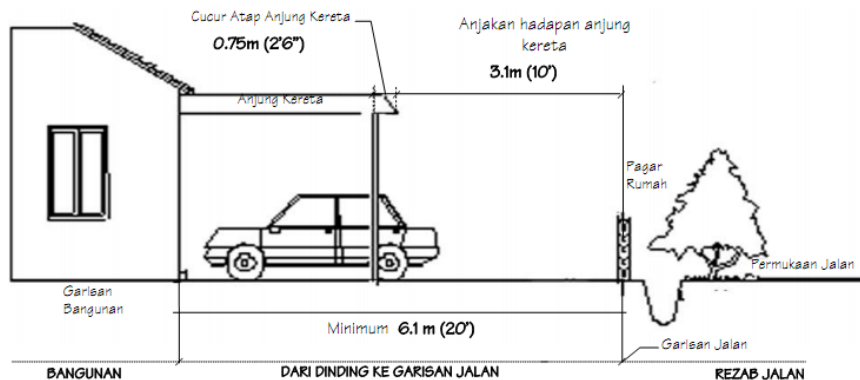 Cucur Atap Anjung Kereta
0.75m (2'6")
Anjakan hadapan anjung
kereta
3.1m (10')
Anjung Kereta
Pagar
Rumah
Permukaan Jalan
Garisan
Bangunan
Minimum 6.1 m (20')
Garisan Jalan
BANGUNAN
DARI DINDING KE GARISAN JALAN
REZAB JALAN